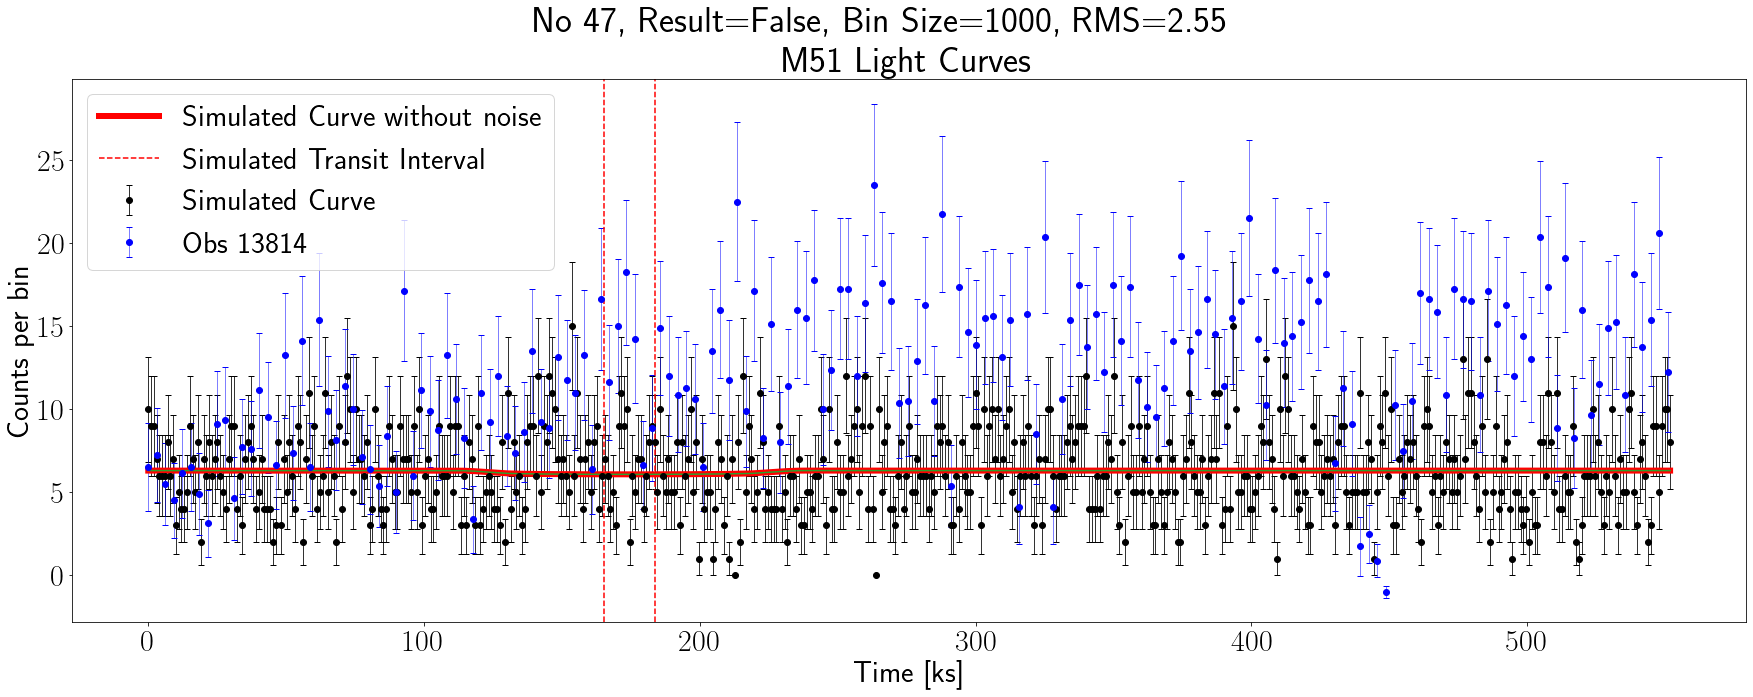 No 47, Result=False, Bin Size=1000, RMS=2.55
M51 Light Curves
Simulated Curve without noise
Simulated Transit Interval
Simulated Curve
Obs 13814
Counts per bin
25
20
15
10
5
0
0 100 200 300 400 500
Time [ks]